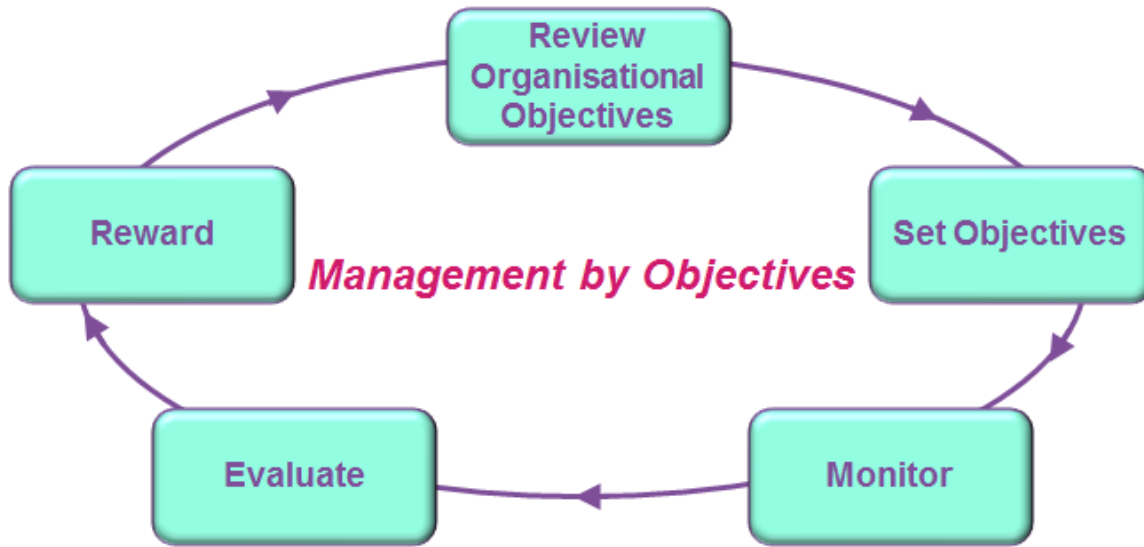 Review
Organisational
Objectives
Set Objectives
Monitor
Evaluate
Reward
Management by Objectives